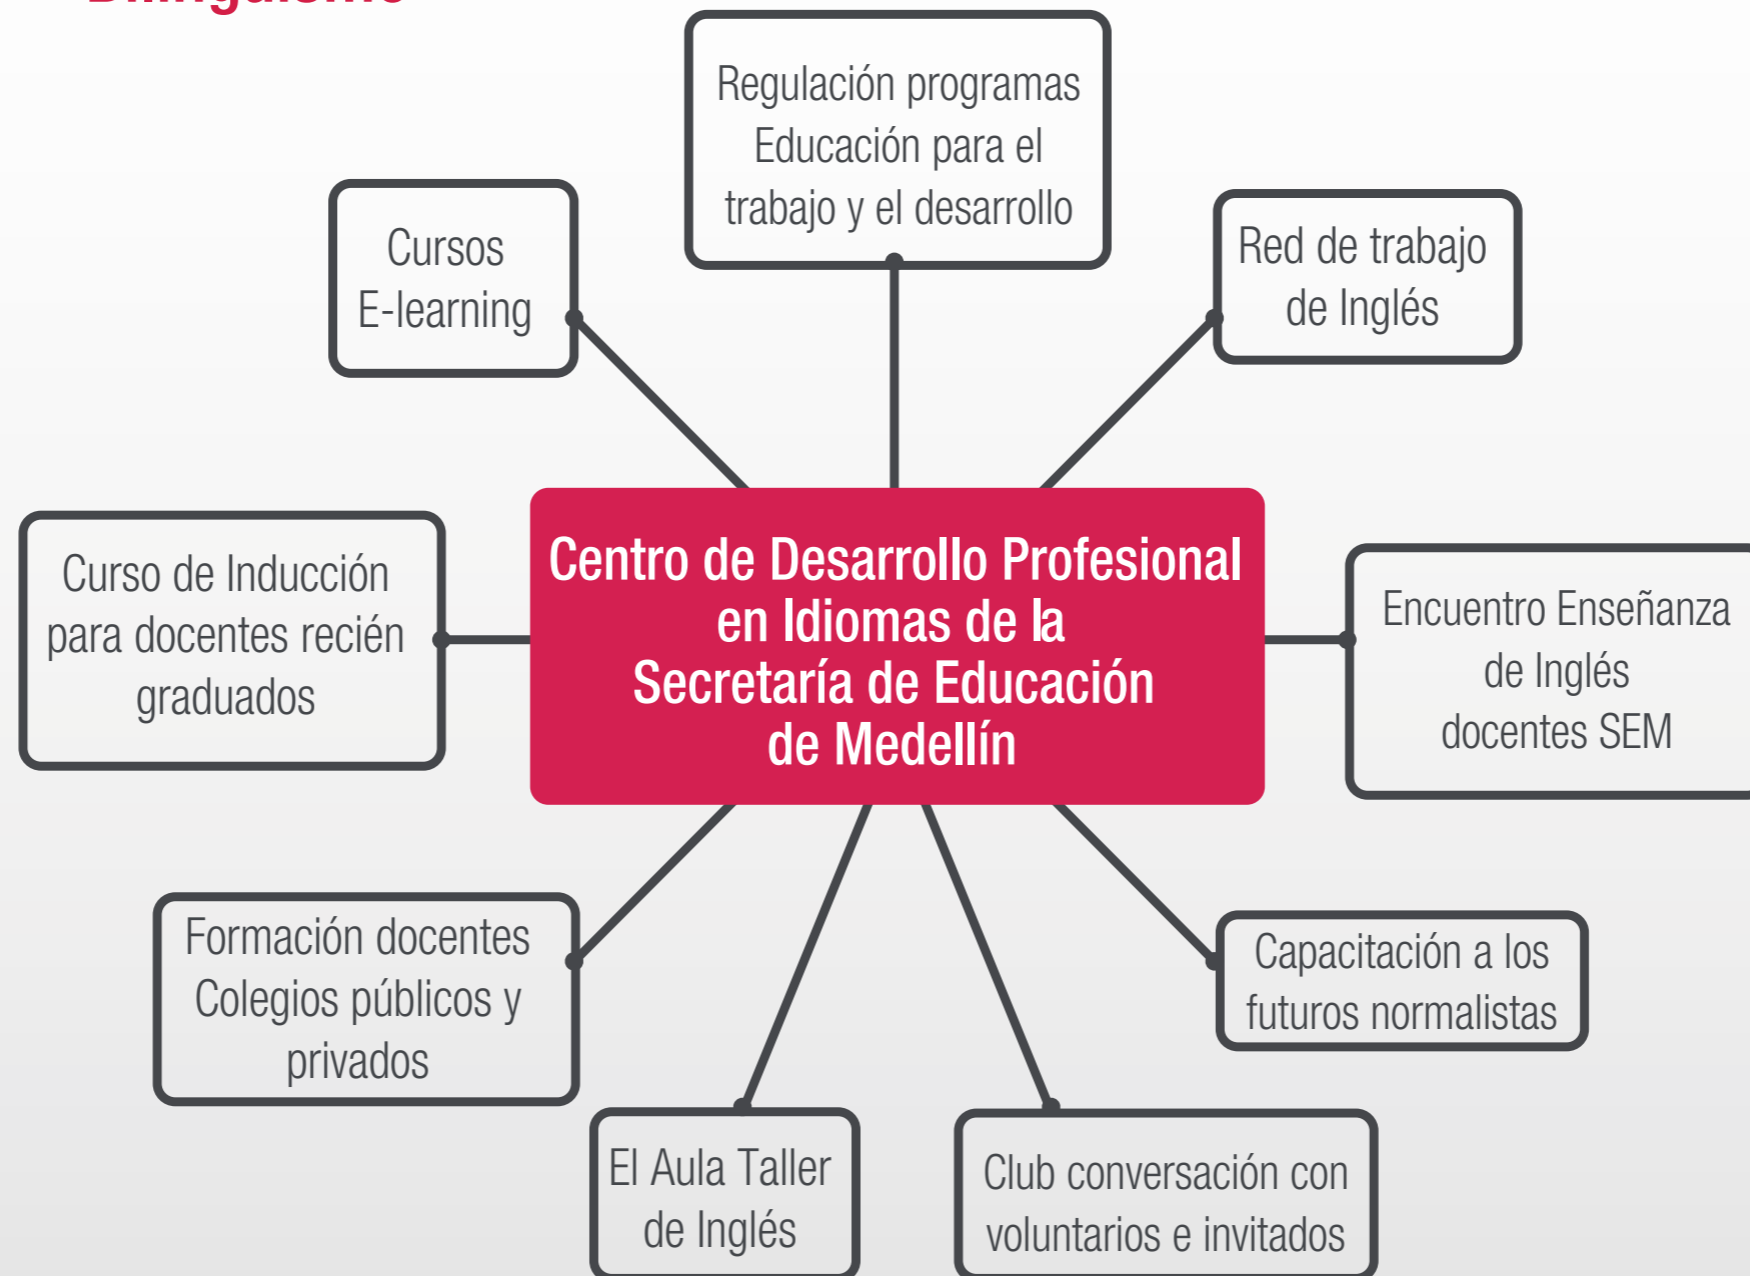 Bilingüismo
Regulación programas
Educación para el
trabajo y el desarrollo
Cursos
E-learning
Red de trabajo
de Inglés
Curso de Inducción
para docentes recién
graduados
Centro de Desarrollo Profesional
en Idiomas de la
Secretaría de Educación
de Medellín
Encuentro Enseñanza
de Inglés
docentes SEM
Formación docentes
Colegios públicos y
privados
Capacitación a los
futuros normalistas
El Aula Taller
de Inglés
Club conversación con
voluntarios e invitados